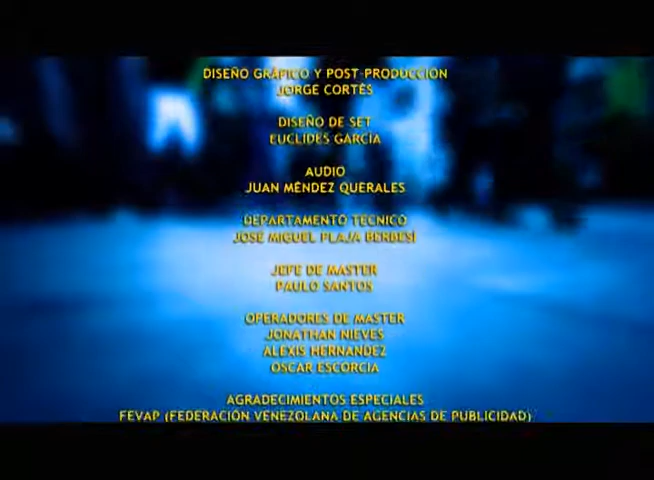 DISEÑO GRÁFICO Y POST-PRODUCCIÓN
JORGE CORTÉS
DISEÑO DE SET
EUCLIDES GARCÍA
AUDIO
JUAN MÉNDEZ QUERALES
DEPARTAMENTO TÉCNICO
JOSÉ MIGUEL PLAJA BERBESÍ
JEFE DE MASTER
PAULO SANTOS
OPERADORES DE MASTER
JONATHAN NIEVES
ALEXIS HERNANDEZ
OSCAR ESCORCIA
AGRADECIMIENTOS ESPECIALES
FEVAP (FEDERACIÓN VENEZOLANA DE AGENCIAS DE PUBLICIDAD)